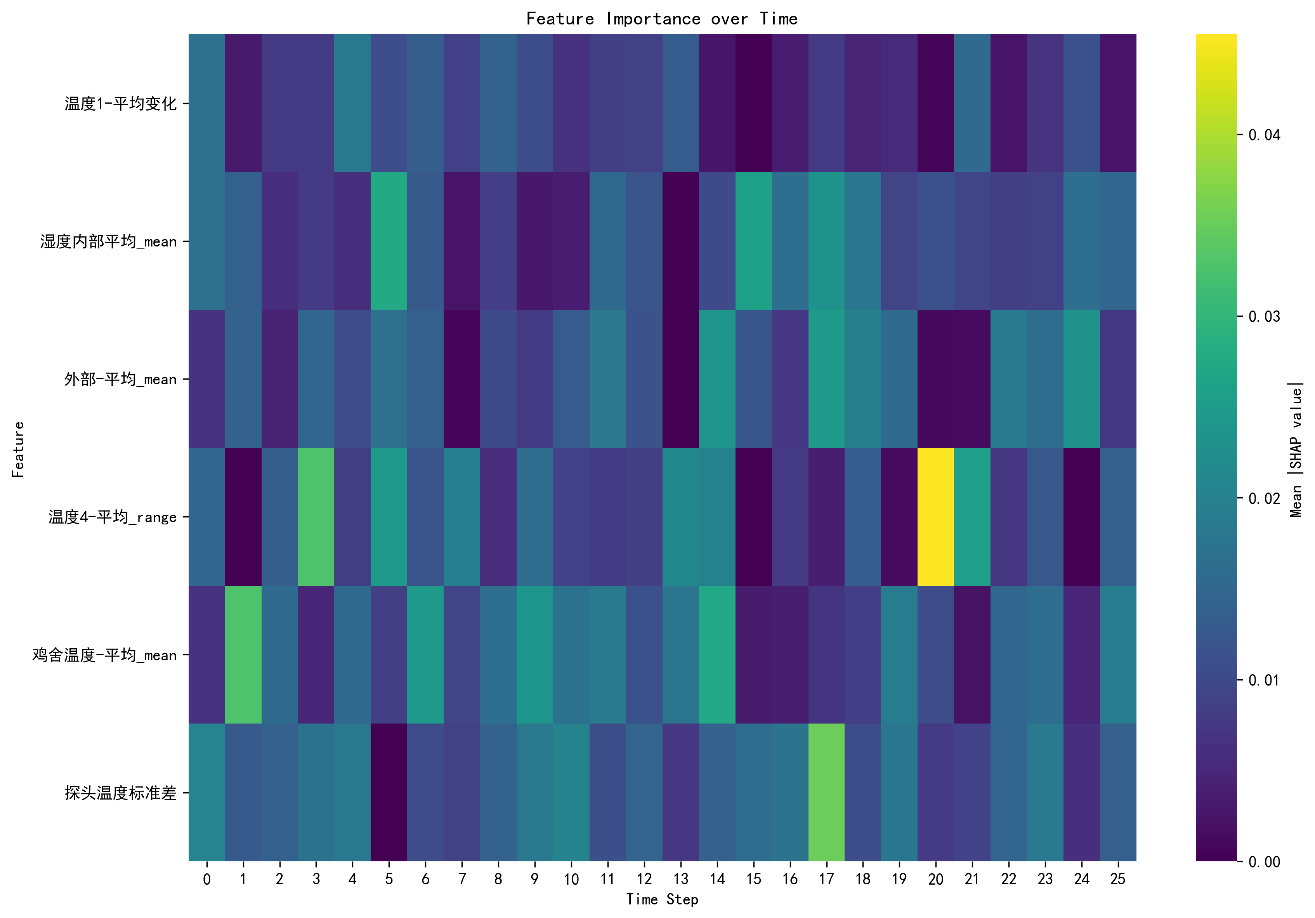 Feature Importance over Time
Feature
温度1-平均变化
湿度内部平均_mean
外部-平均_mean
温度4-平均_range
鸡舍温度-平均_mean
探头温度标准差
0 1 2 3 4 5 6 7 8 9 10 11 12 13 14 15 16 17 18 19 20 21 22 23 24 25
Time Step
0.04
0.03
0.02
0.01
0.00
Mean |SHAP value|